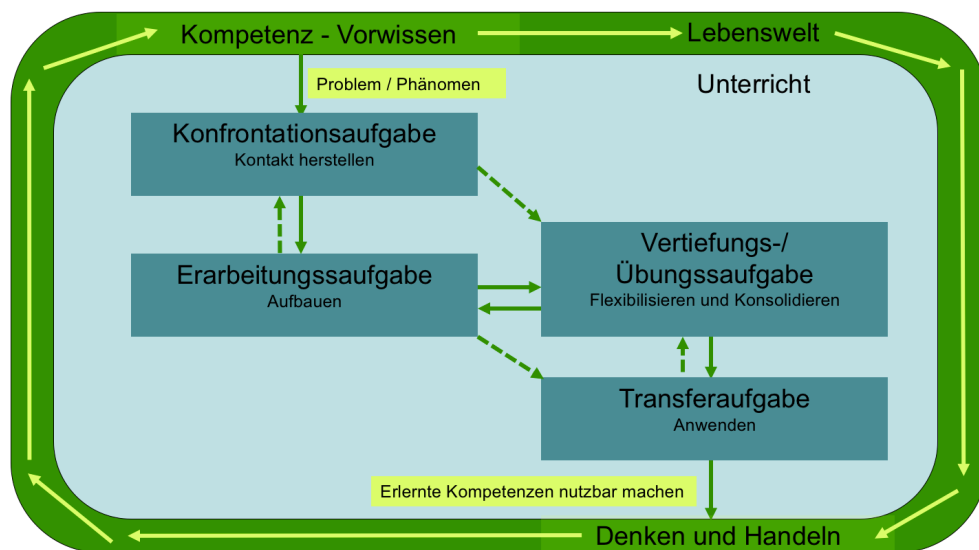 Kompetenz - Vorwissen
Lebenswelt
Problem / Phänomen
Unterricht
Konfrontationsaufgabe
Kontakt herstellen
Vertiefungs-/
Übungssaufgabe
Flexibilisieren und Konsolidieren
Erarbeitungssaufgabe
Aufbauen
Transferaufgabe
Anwenden
Erlernte Kompetenzen nutzbar machen
Denken und Handeln